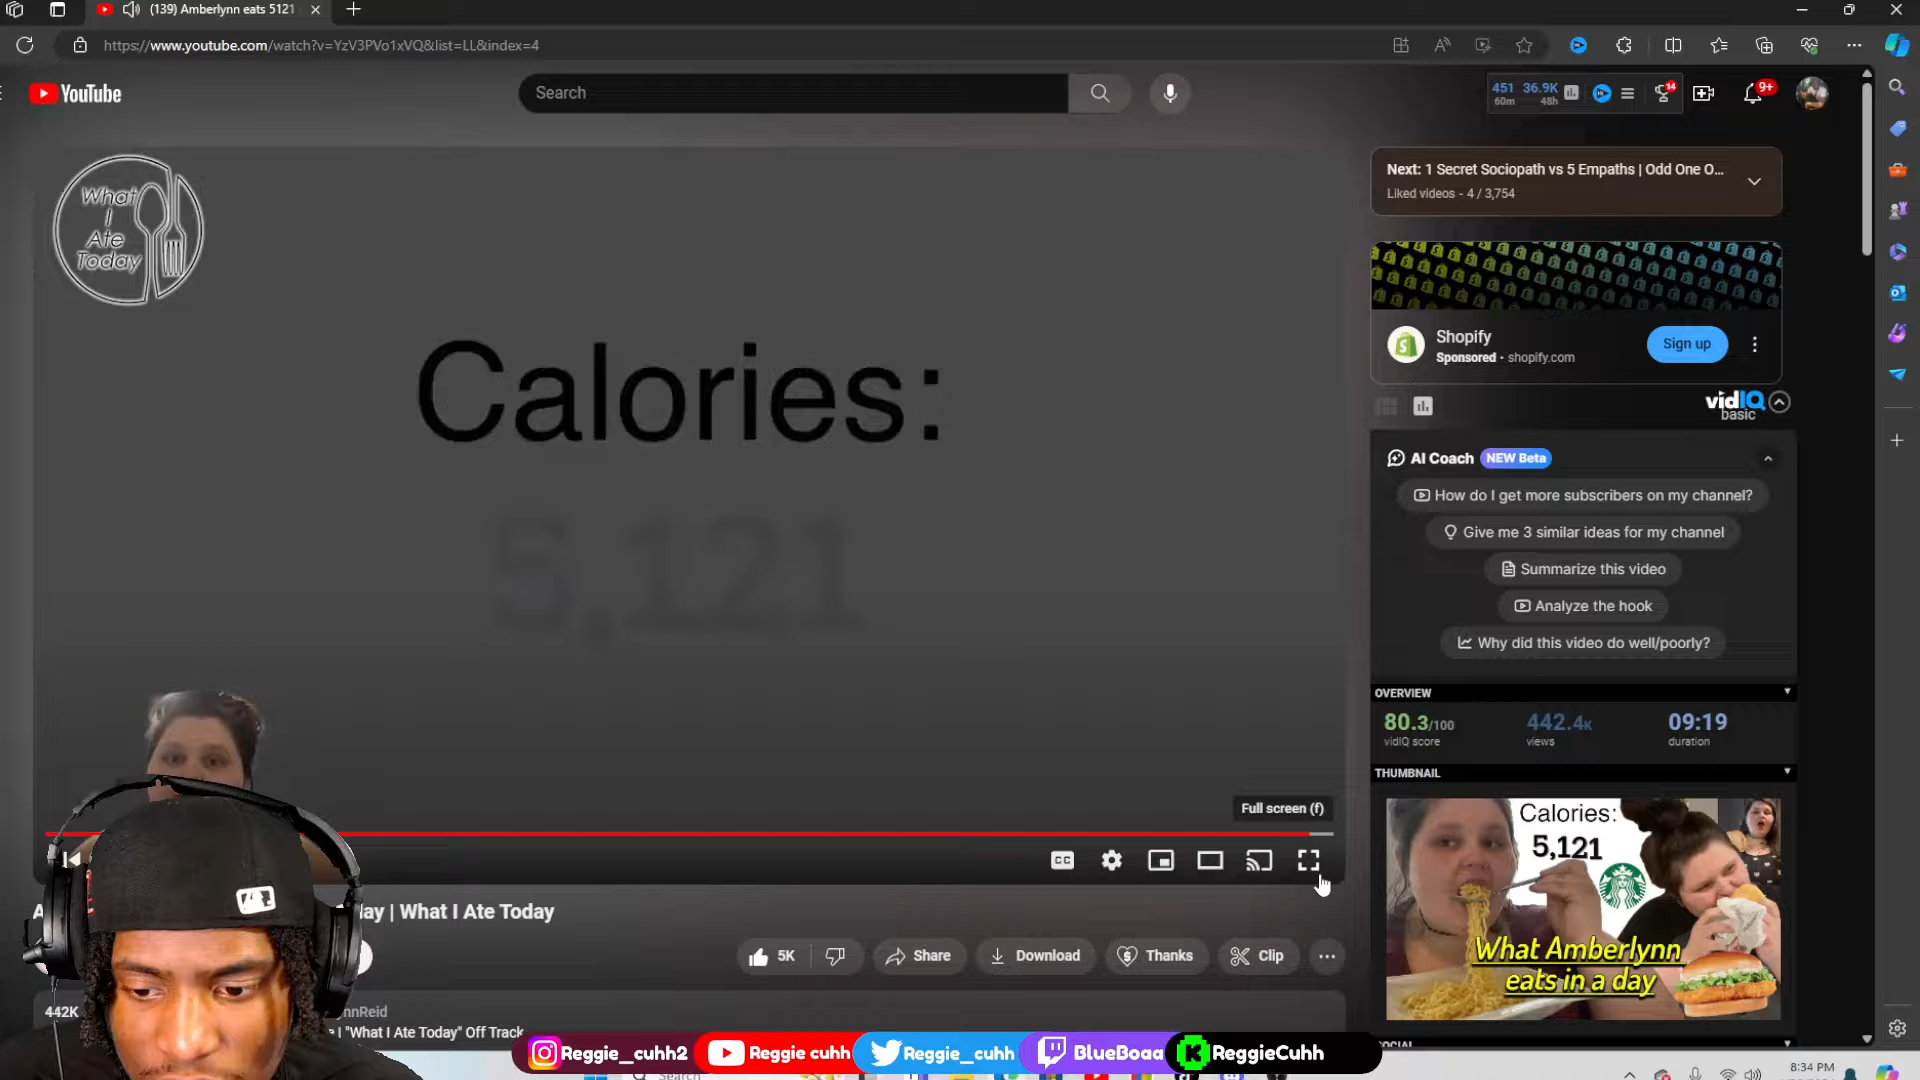 (139) Amberlynn eats 5121
https://www.youtube.com/watch?v=YzV3PVo1xVQ&list=LL&index=4
YouTube
Search
451 36.9K
60m 48h
14
9+
What
I
Ate
Today
Calories:
5,121
Next: 1 Secret Sociopath vs 5 Empaths | Odd One O...
Liked videos - 4 / 3,754
Shopify
Sponsored · shopify.com
Sign up
vidIQ
basic
AI Coach NEW Beta
How do I get more subscribers on my channel?
Give me 3 similar ideas for my channel
Summarize this video
Analyze the hook
Why did this video do well/poorly?
OVERVIEW
80.3/100 442.4K 09:19
vidIQ score views duration
THUMBNAIL
Calories:
5,121
What Amberlynn
eats in a day
Full screen (f)
CC
A ay | What I Ate Today
5K Share Download Thanks Clip
442K nnReid
e | "What I Ate Today" Off Track
Reggie_cuhh2 Reggie cuhh Reggie_cuhh BlueBoaa ReggieCuhh
SOCIAL
Search
8:34 PM